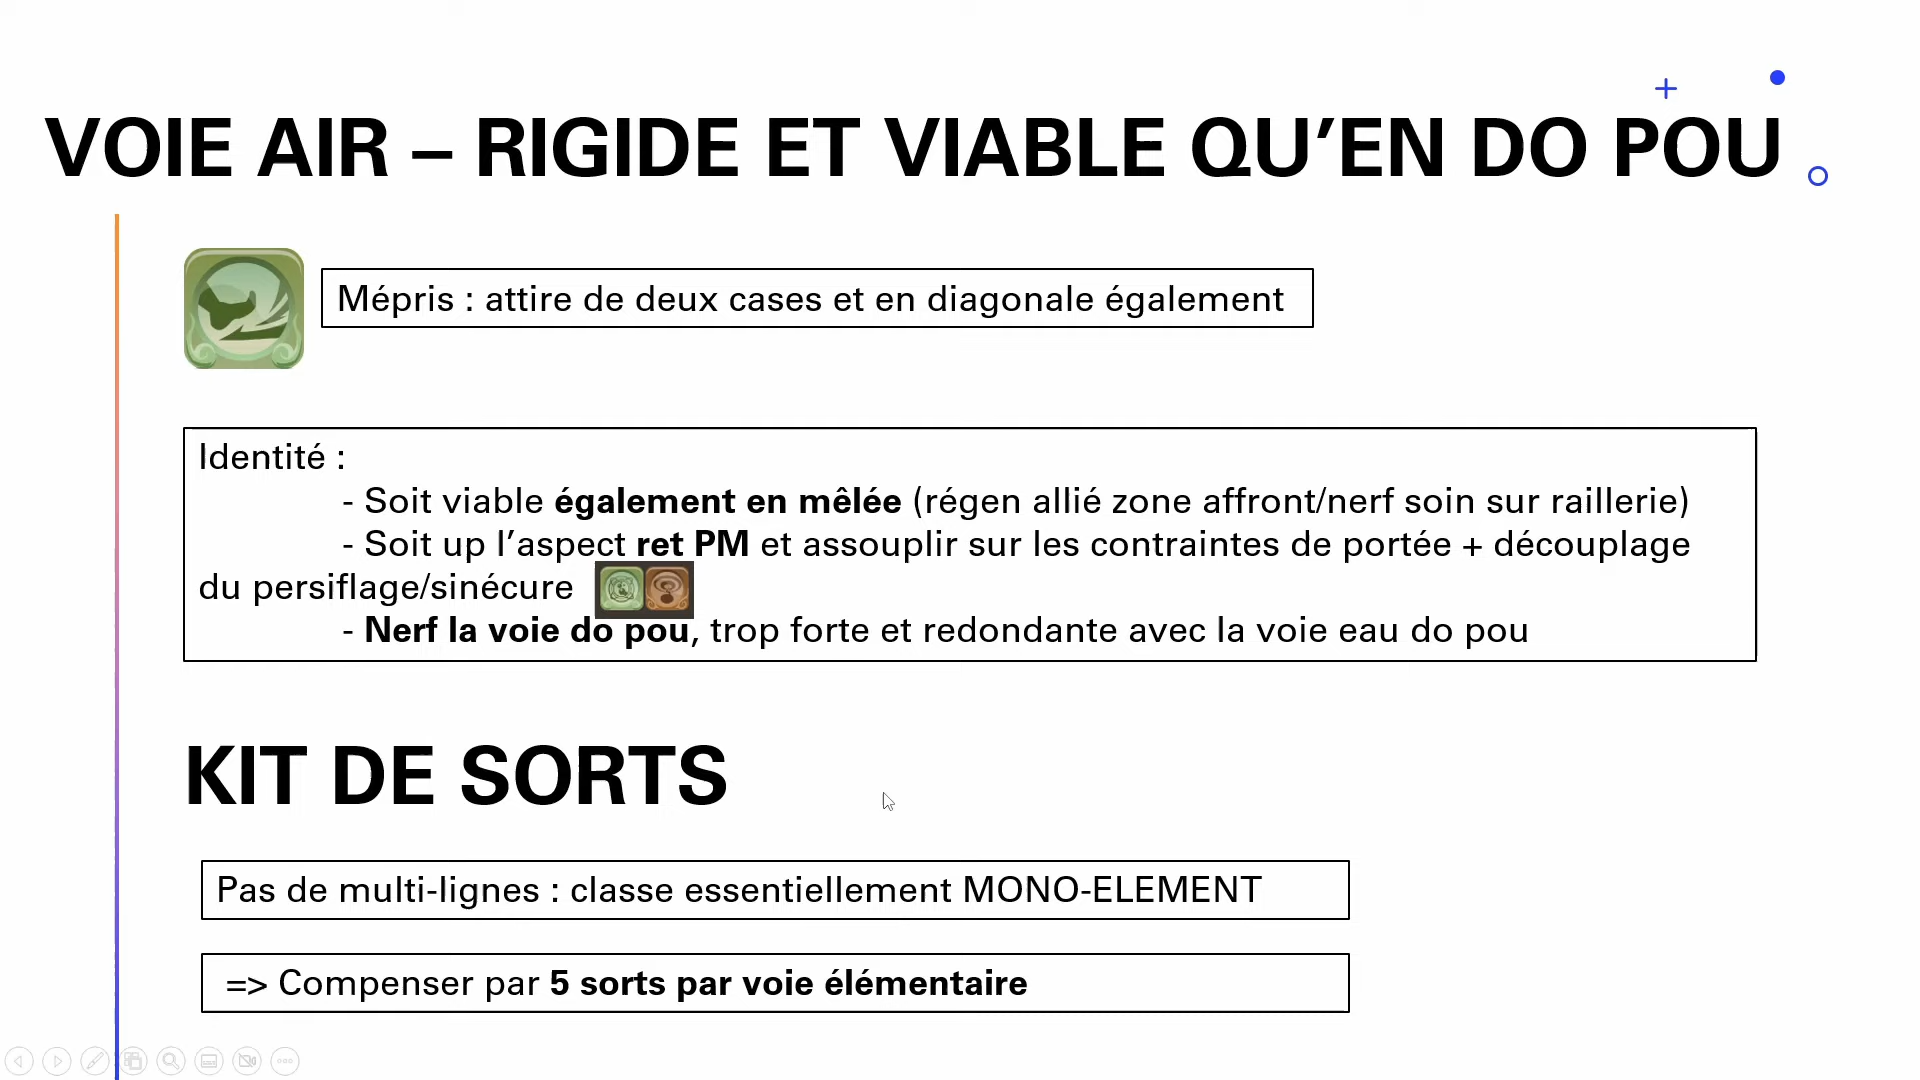 VOIE AIR – RIGIDE ET VIABLE QU’EN DO POU
Mépris : attire de deux cases et en diagonale également
Identité :
- Soit viable également en mêlée (régen allié zone affront/nerf soin sur raillerie)
- Soit up l’aspect ret PM et assouplir sur les contraintes de portée + découplage
du persiflage/sinécure
- Nerf la voie do pou, trop forte et redondante avec la voie eau do pou
KIT DE SORTS
Pas de multi-lignes : classe essentiellement MONO-ELEMENT
=> Compenser par 5 sorts par voie élémentaire